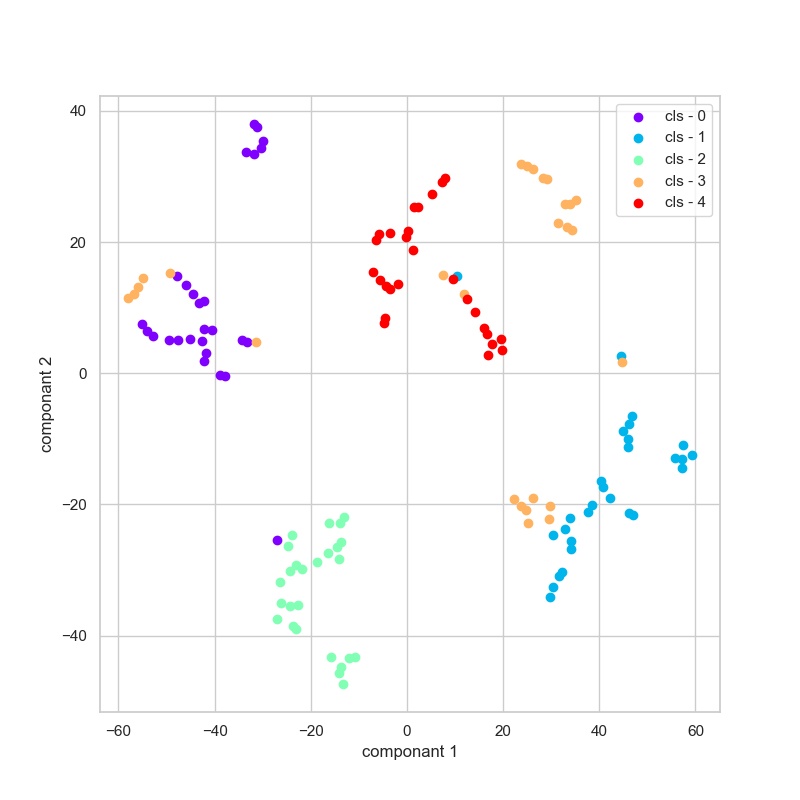 40
20
0
−20
−40
−60
−40
−20
0
20
40
60
componant 1
componant 2
cls - 0
cls - 1
cls - 2
cls - 3
cls - 4